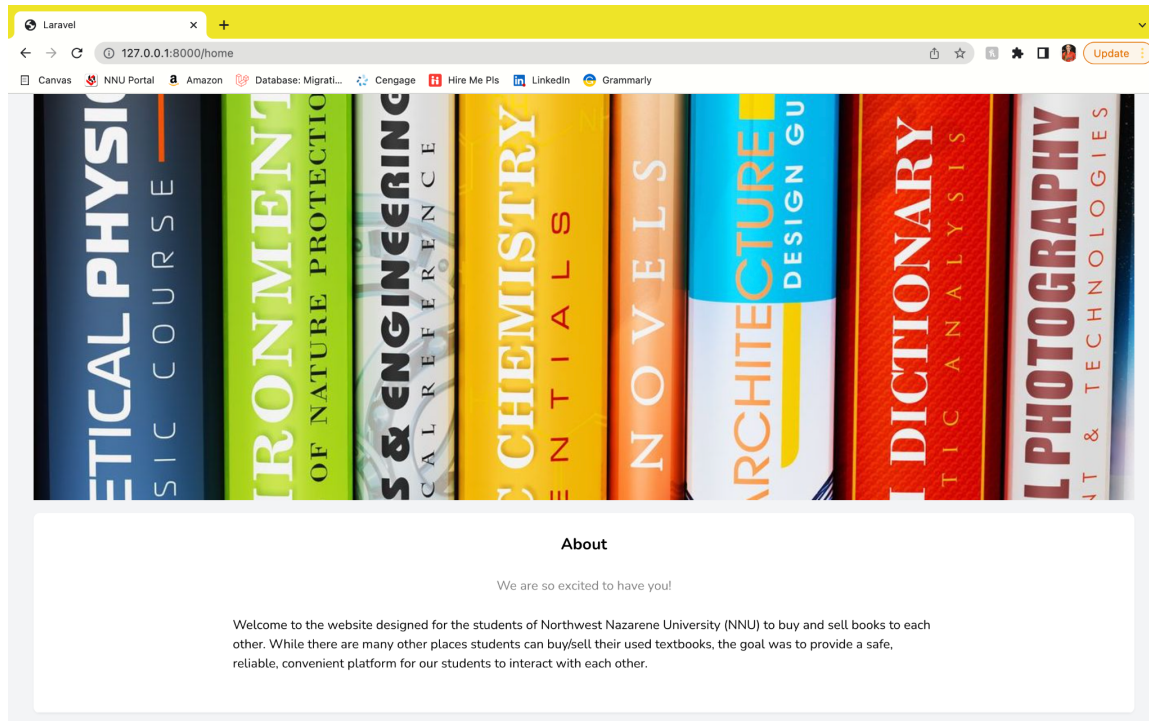 Laravel
127.0.0.1:8000/home
Update
Canvas
NNU Portal
Amazon
Database: Migrati...
Cengage
Hire Me Pls
LinkedIn
Grammarly
ETICAL PHYSIC
SIC COURSE
IRONMENT
OF NATURE PROTECTIO
S & ENGINEERING
CAL REFERENCE
C CHEMISTRY
ENTIALS
NOVELS
ARCHITECTURE
DESIGN GU
DICTIONARY
TIC ANALYSIS
L PHOTOGRAPHY
NT & TECHNOLOGIES
About
We are so excited to have you!
Welcome to the website designed for the students of Northwest Nazarene University (NNU) to buy and sell books to each
other. While there are many other places students can buy/sell their used textbooks, the goal was to provide a safe,
reliable, convenient platform for our students to interact with each other.